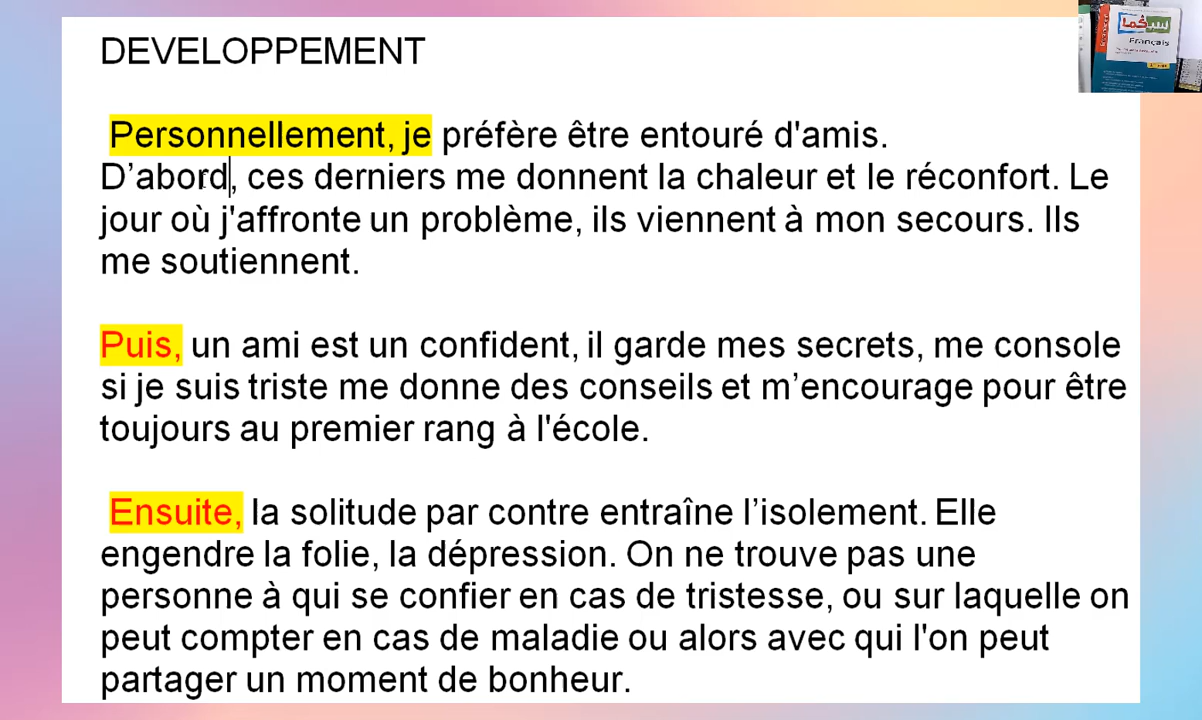 DEVELOPPEMENT
Personnellement, je préfère être entouré d'amis.
D’abord, ces derniers me donnent la chaleur et le réconfort. Le
jour où j'affronte un problème, ils viennent à mon secours. Ils
me soutiennent.
Puis, un ami est un confident, il garde mes secrets, me console
si je suis triste me donne des conseils et m’encourage pour être
toujours au premier rang à l'école.
Ensuite, la solitude par contre entraîne l’isolement. Elle
engendre la folie, la dépression. On ne trouve pas une
personne à qui se confier en cas de tristesse, ou sur laquelle on
peut compter en cas de maladie ou alors avec qui l'on peut
partager un moment de bonheur.
Français